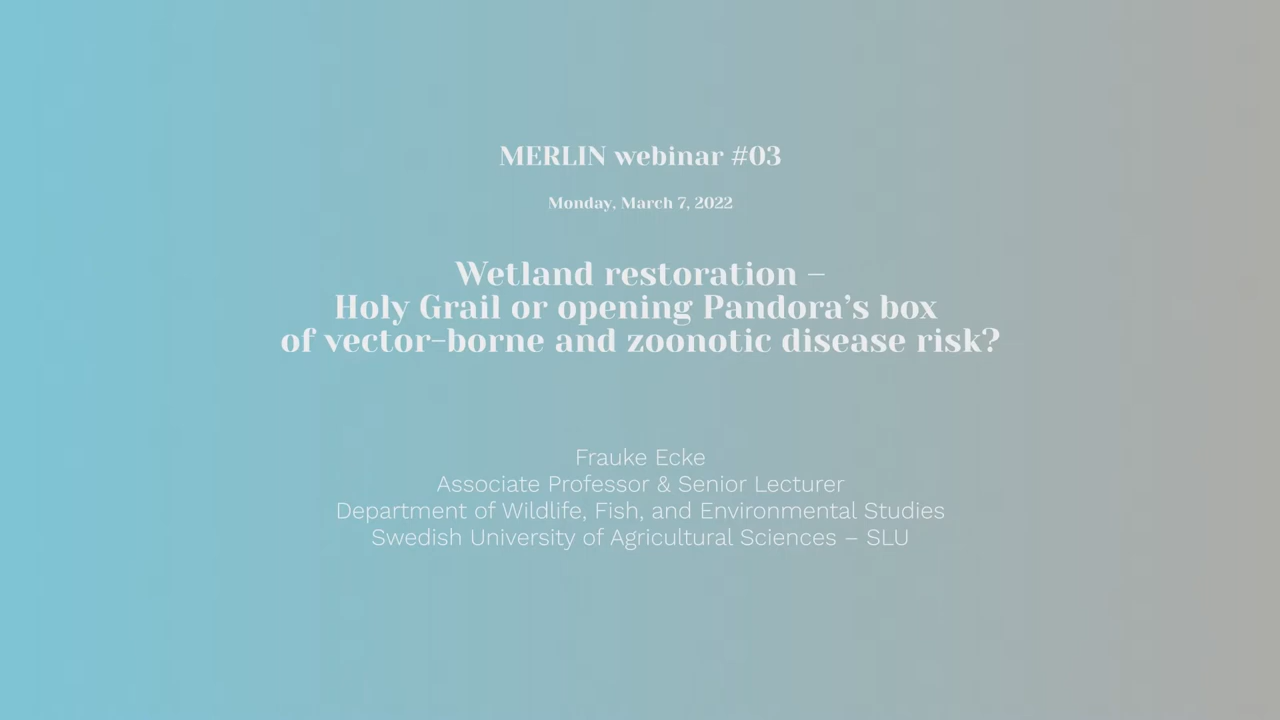 MERLIN webinar #03
Monday, March 7, 2022
Wetland restoration –
Holy Grail or opening Pandora’s box
of vector-borne and zoonotic disease risk?
Frauke Ecke
Associate Professor & Senior Lecturer
Department of Wildlife, Fish, and Environmental Studies
Swedish University of Agricultural Sciences – SLU